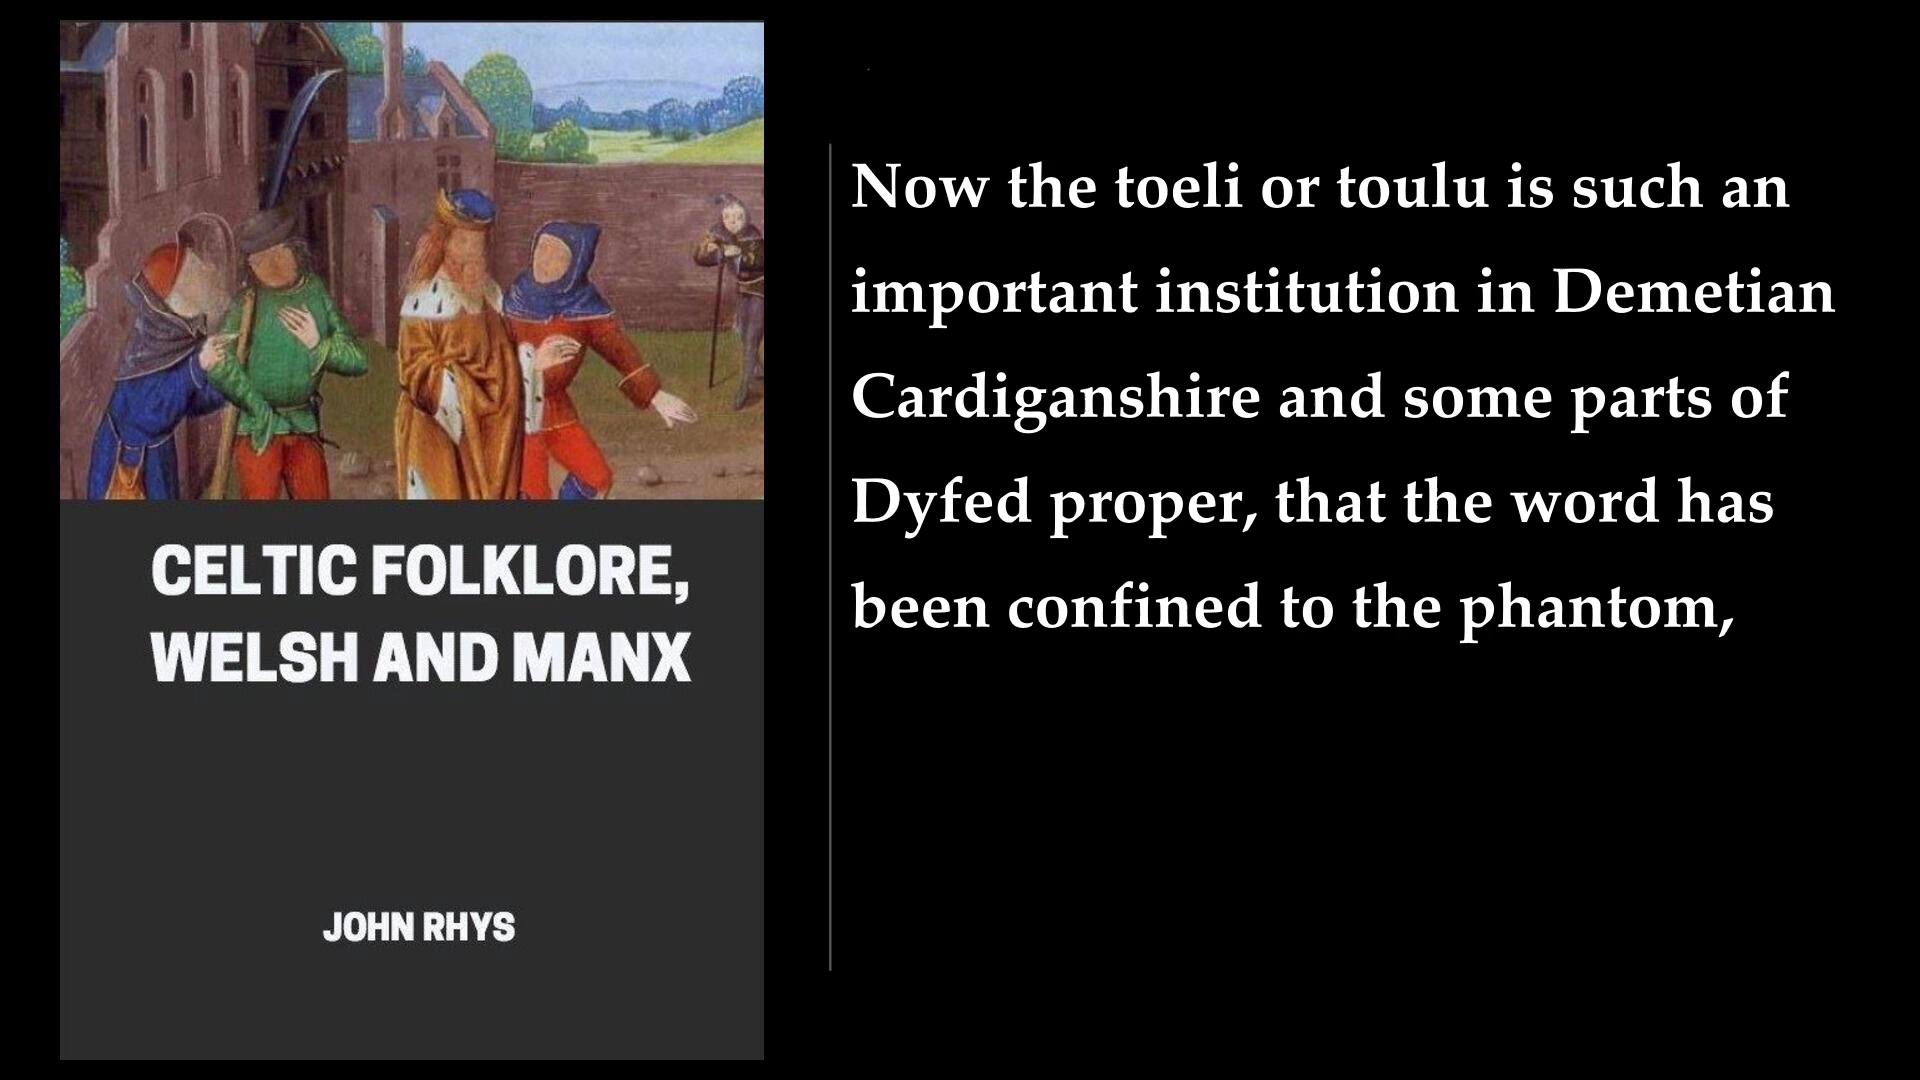 CELTIC FOLKLORE,
WELSH AND MANX
JOHN RHYS
Now the toeli or toulu is such an
important institution in Demetian
Cardiganshire and some parts of
Dyfed proper, that the word has
been confined to the phantom,